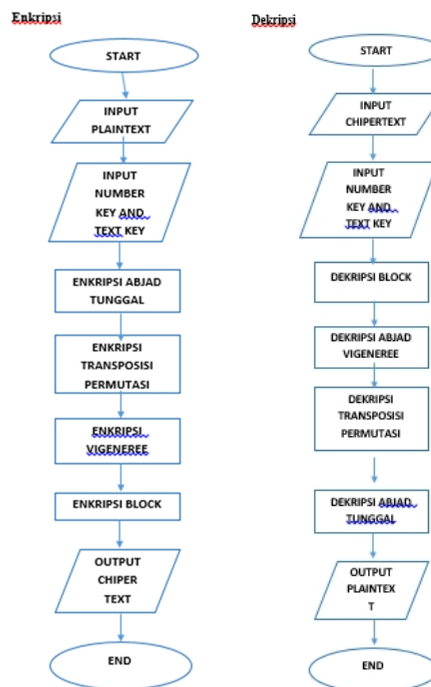 Enkripsi
START
INPUT
PLAINTEXT
INPUT
NUMBER
KEY AND
TEXT KEY
ENKRIPSI ABJAD
TUNGGAL
ENKRIPSI
TRANSPOSISI
PERMUTASI
ENKRIPSI
VIGENEREE
ENKRIPSI BLOCK
OUTPUT
CHIPER
TEXT
END
Dekripsi
START
INPUT
CHIPERTEXT
INPUT
NUMBER
KEY AND
TEXT KEY
DEKRIPSI BLOCK
DEKRIPSI ABJAD
VIGENEREE
DEKRIPSI
TRANSPOSISI
PERMUTASI
DEKRIPSI ABJAD
TUNGGAL
OUTPUT
PLAINTEX
T
END